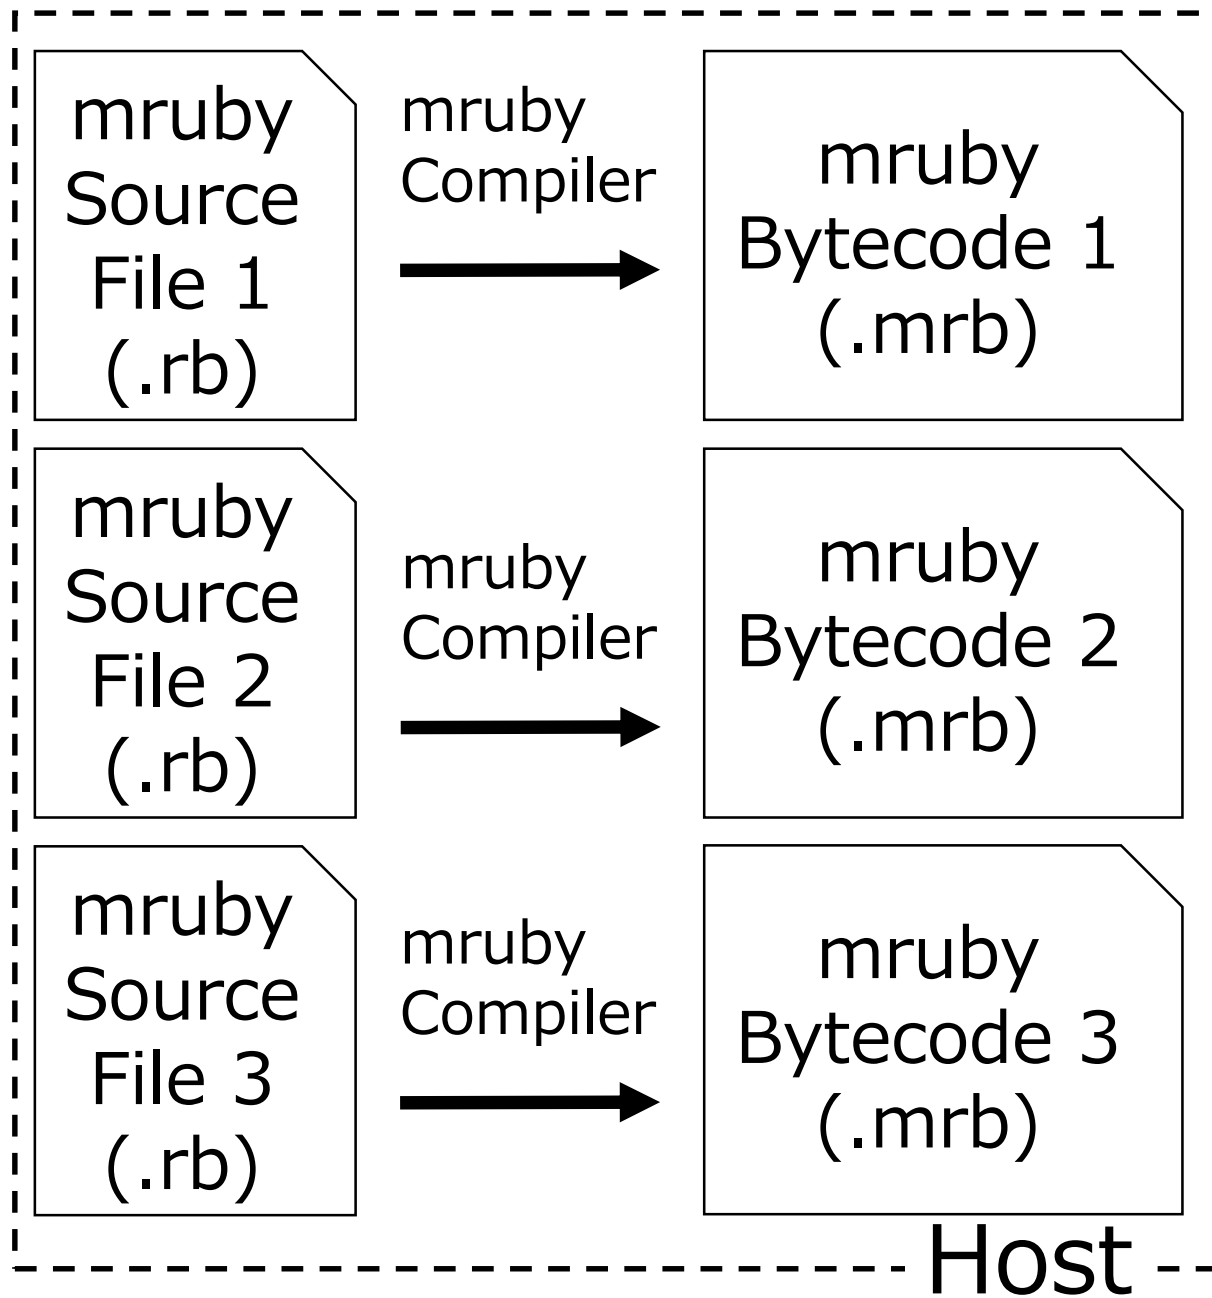 mruby
Source
File 1
(.rb)
mruby
Compiler
mruby
Bytecode 1
(.mrb)
mruby
Source
File 2
(.rb)
mruby
Compiler
mruby
Bytecode 2
(.mrb)
mruby
Source
File 3
(.rb)
mruby
Compiler
mruby
Bytecode 3
(.mrb)
Host